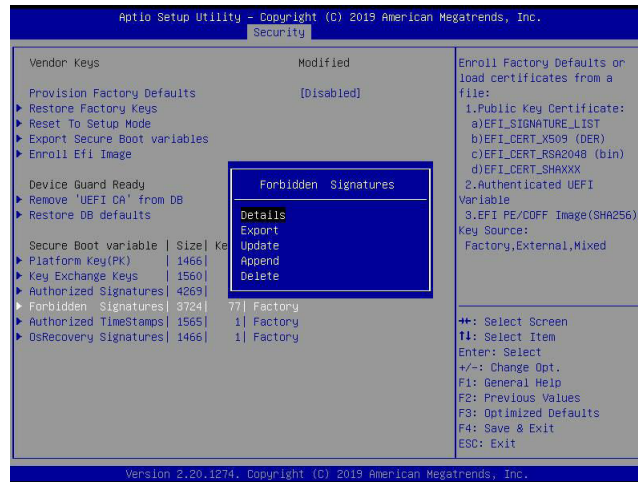 Aptio Setup Utility – Copyright (C) 2019 American Megatrends, Inc.
Security
Vendor Keys Modified
Provision Factory Defaults [Disabled]
Restore Factory Keys
Reset To Setup Mode
Export Secure Boot variables
Enroll Efi Image
Device Guard Ready
Remove 'UEFI CA' from DB
Restore DB defaults
Secure Boot variable | Size| Ke
Platform Key(PK) | 1466|
Key Exchange Keys | 1560|
Authorized Signatures| 4269|
Forbidden Signatures| 3724| 77| Factory
Authorized TimeStamps| 1565| 1| Factory
OsRecovery Signatures| 1466| 1| Factory
Forbidden Signatures
Details
Export
Update
Append
Delete
Enroll Factory Defaults or
load certificates from a
file:
1.Public Key Certificate:
a)EFI_SIGNATURE_LIST
b)EFI_CERT_X509 (DER)
c)EFI_CERT_RSA2048 (bin)
d)EFI_CERT_SHAXXX
2.Authenticated UEFI
Variable
3.EFI PE/COFF Image(SHA256)
Key Source:
Factory,External,Mixed
→←: Select Screen
↑↓: Select Item
Enter: Select
+/-: Change Opt.
F1: General Help
F2: Previous Values
F3: Optimized Defaults
F4: Save & Exit
ESC: Exit
Version 2.20.1274. Copyright (C) 2019 American Megatrends, Inc.